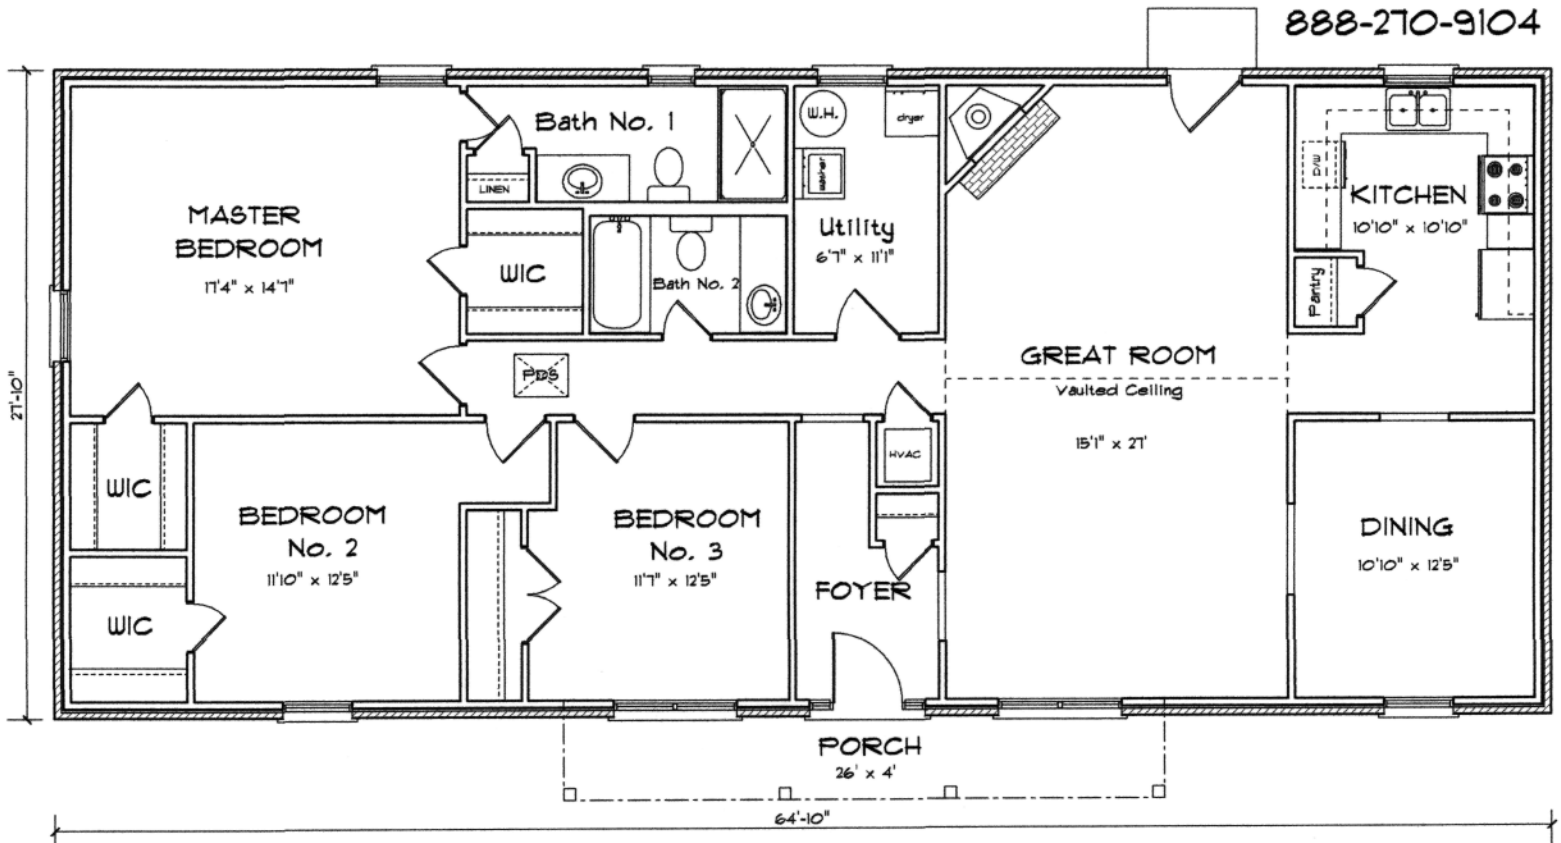 888-270-9104
Bath No. 1
W.H.
dryer
washer
D/W
LINEN
KITCHEN
10'10" x 10'10"
MASTER
BEDROOM
17'4" x 14'7"
WIC
Bath No. 2
Utility
6'7" x 11'1"
Pantry
GREAT ROOM
Vaulted Ceiling
15'1" x 27'
PDS
27'-10"
HVAC
WIC
BEDROOM
No. 2
11'10" x 12'5"
BEDROOM
No. 3
11'7" x 12'5"
DINING
10'10" x 12'5"
FOYER
WIC
PORCH
26' x 4'
64'-10"